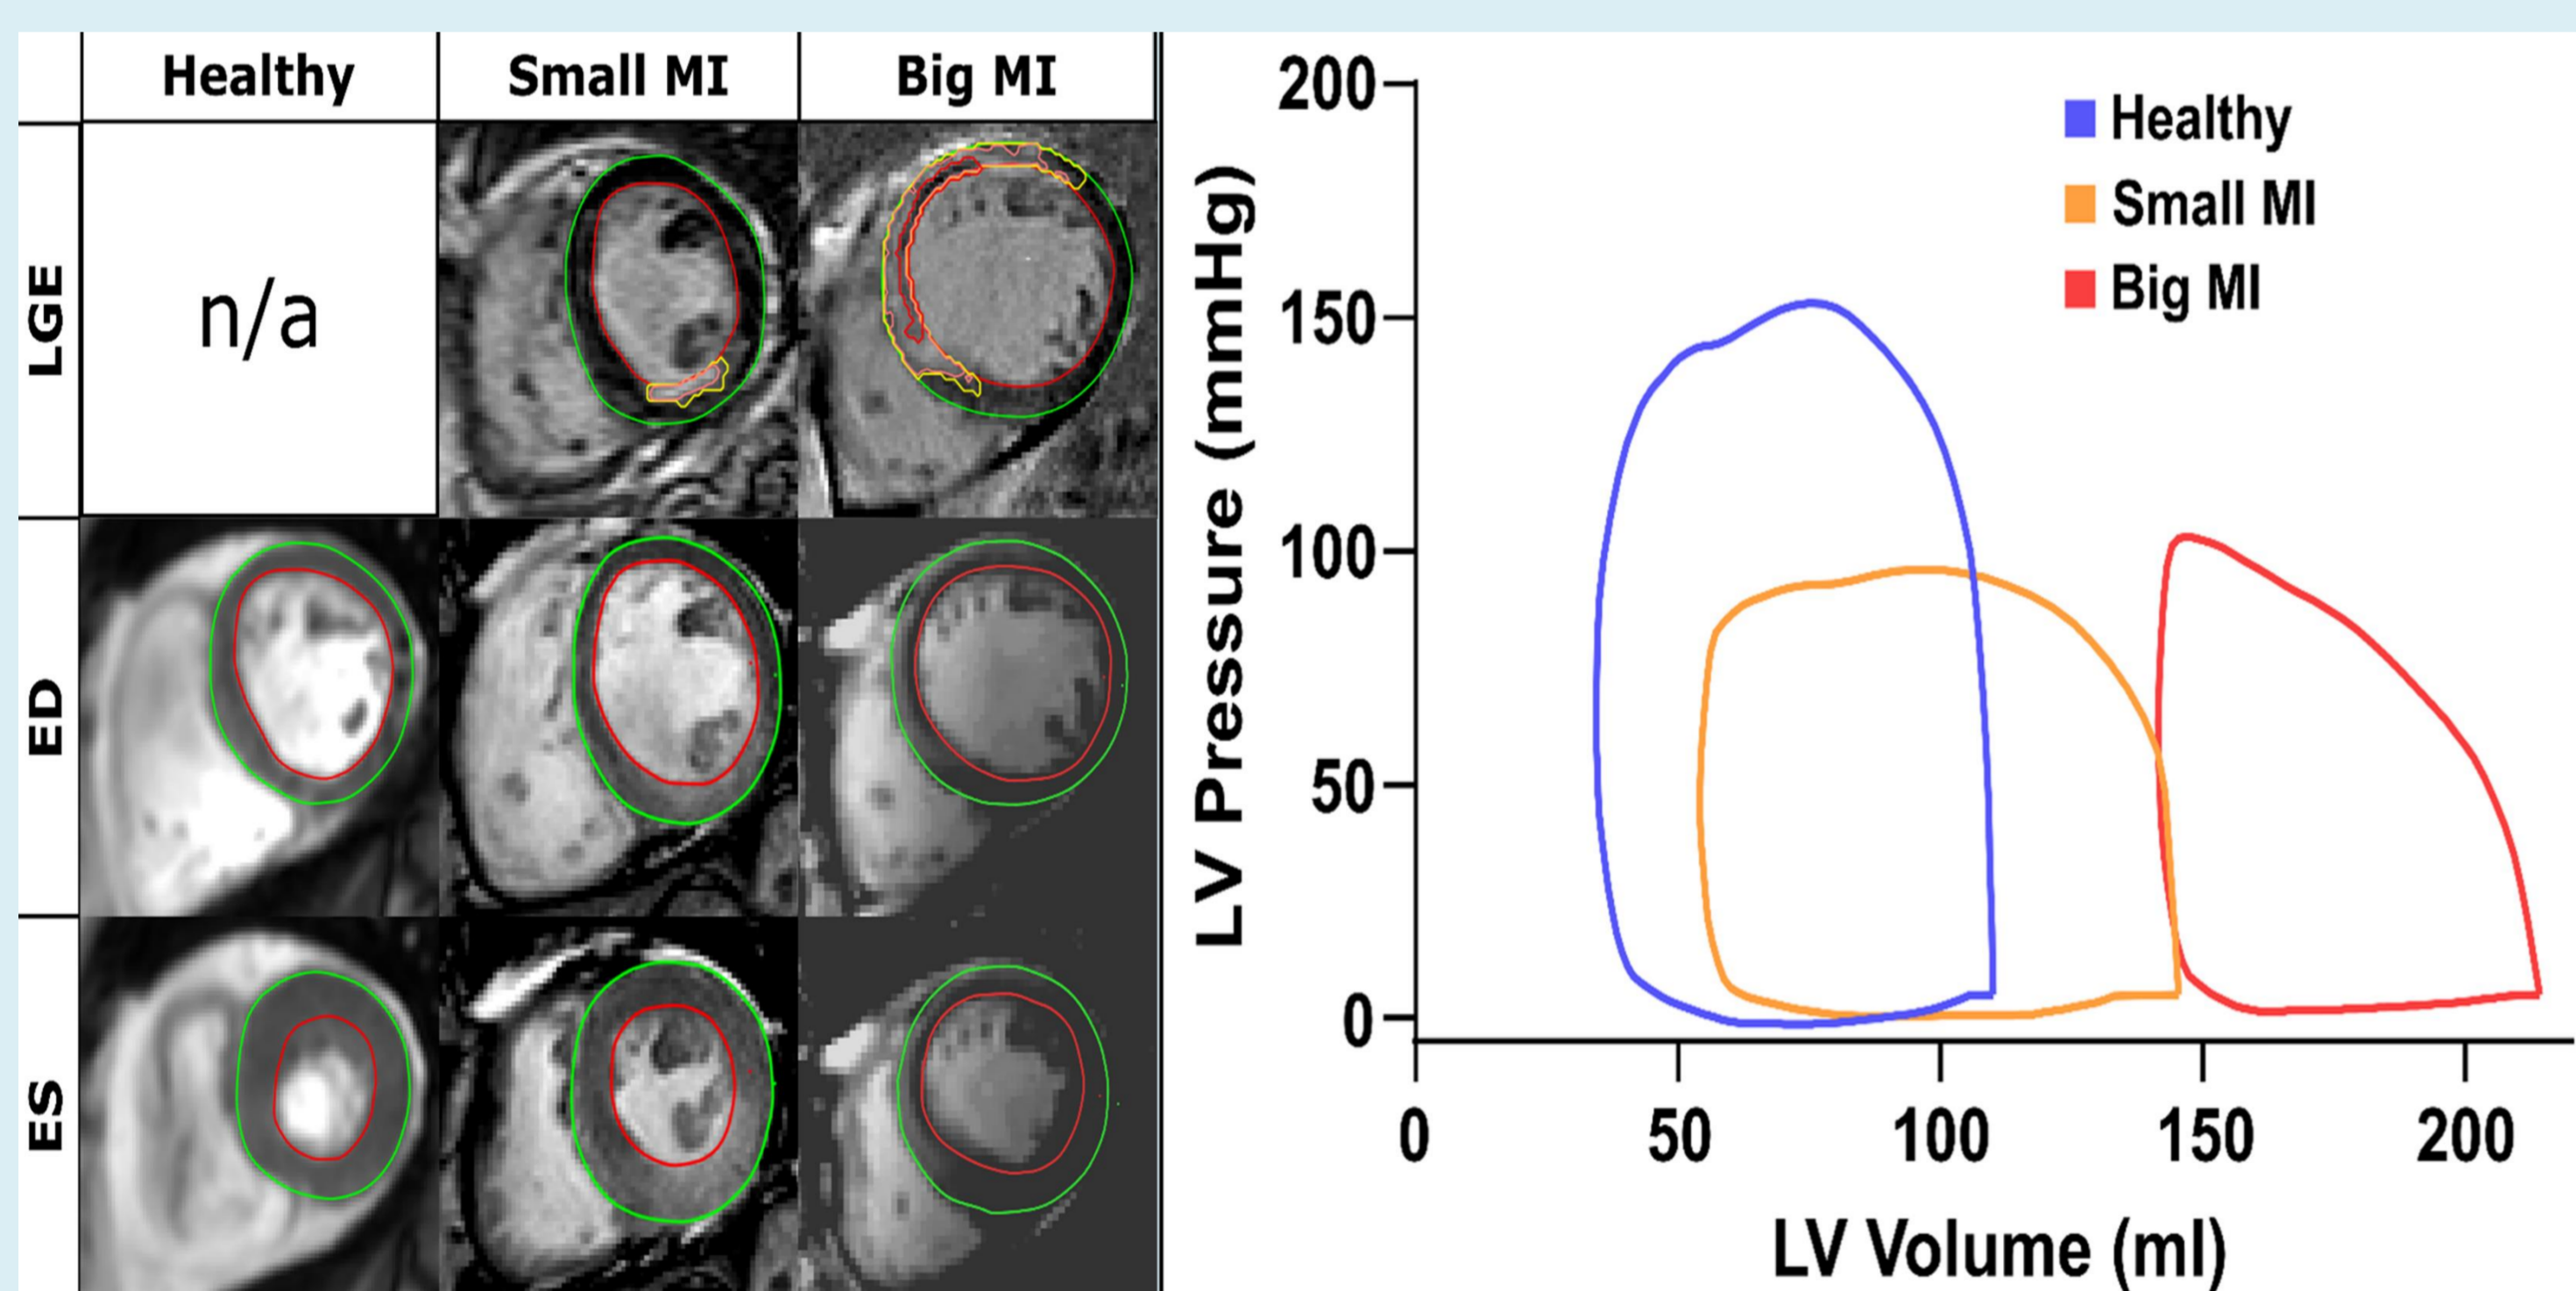 Healthy Small MI Big MI
LGE
n/a
ED
ES
LV Pressure (mmHg)
200
150
100
50
0
Healthy
Small MI
Big MI
0 50 100 150 200
LV Volume (ml)